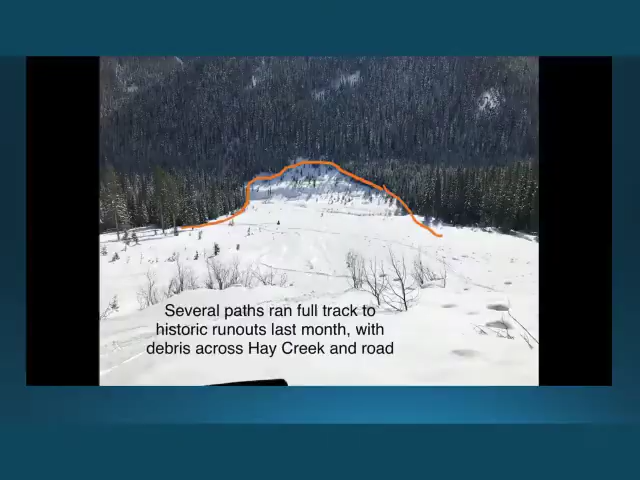 Several paths ran full track to
historic runouts last month, with
debris across Hay Creek and road